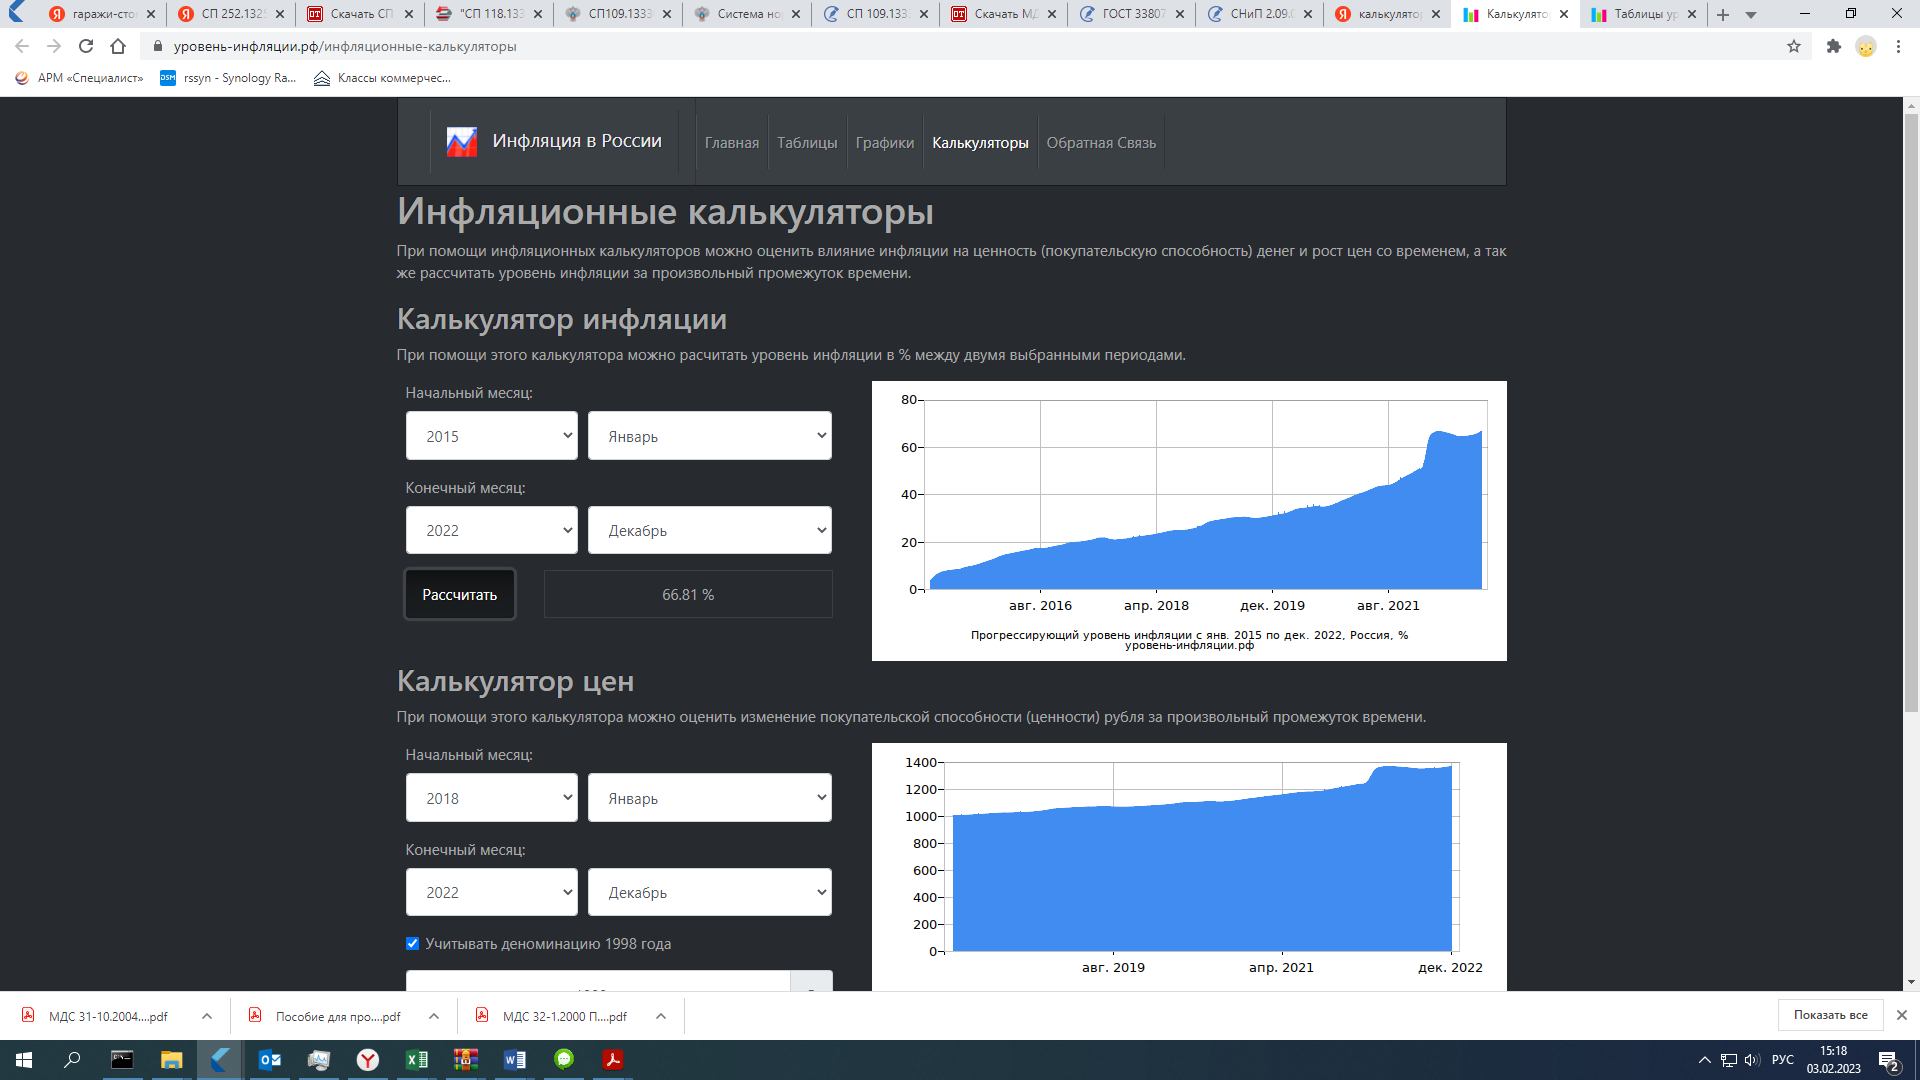 гаражи-сто
СП 252.1325
Скачать СП
"СП 118.133
СП109.1333
Система но
СП 109.133
Скачать МД
ГОСТ 33807
СНиП 2.09.0
калькулятор
Калькулятор
Таблицы ур
уровень-инфляции.рф/инфляционные-калькуляторы
АРМ «Специалист»
rssyn - Synology Ra...
Классы коммерчес...
Инфляция в России
Главная
Таблицы
Графики
Калькуляторы
Обратная Связь
Инфляционные калькуляторы
При помощи инфляционных калькуляторов можно оценить влияние инфляции на ценность (покупательскую способность) денег и рост цен со временем, а так
же рассчитать уровень инфляции за произвольный промежуток времени.
Калькулятор инфляции
При помощи этого калькулятора можно расчитать уровень инфляции в % между двумя выбранными периодами.
Начальный месяц:
2015
Январь
Конечный месяц:
2022
Декабрь
Рассчитать
66.81 %
80
60
40
20
0
авг. 2016
апр. 2018
дек. 2019
авг. 2021
Прогрессирующий уровень инфляции с янв. 2015 по дек. 2022, Россия, %
уровень-инфляции.рф
Калькулятор цен
При помощи этого калькулятора можно оценить изменение покупательской способности (ценности) рубля за произвольный промежуток времени.
Начальный месяц:
2018
Январь
Конечный месяц:
2022
Декабрь
Учитывать деноминацию 1998 года
1400
1200
1000
800
600
400
200
0
авг. 2019
апр. 2021
дек. 2022
МДС 31-10.2004....pdf
Пособие для про....pdf
МДС 32-1.2000 П....pdf
Показать все
РУС
15:18
03.02.2023
2